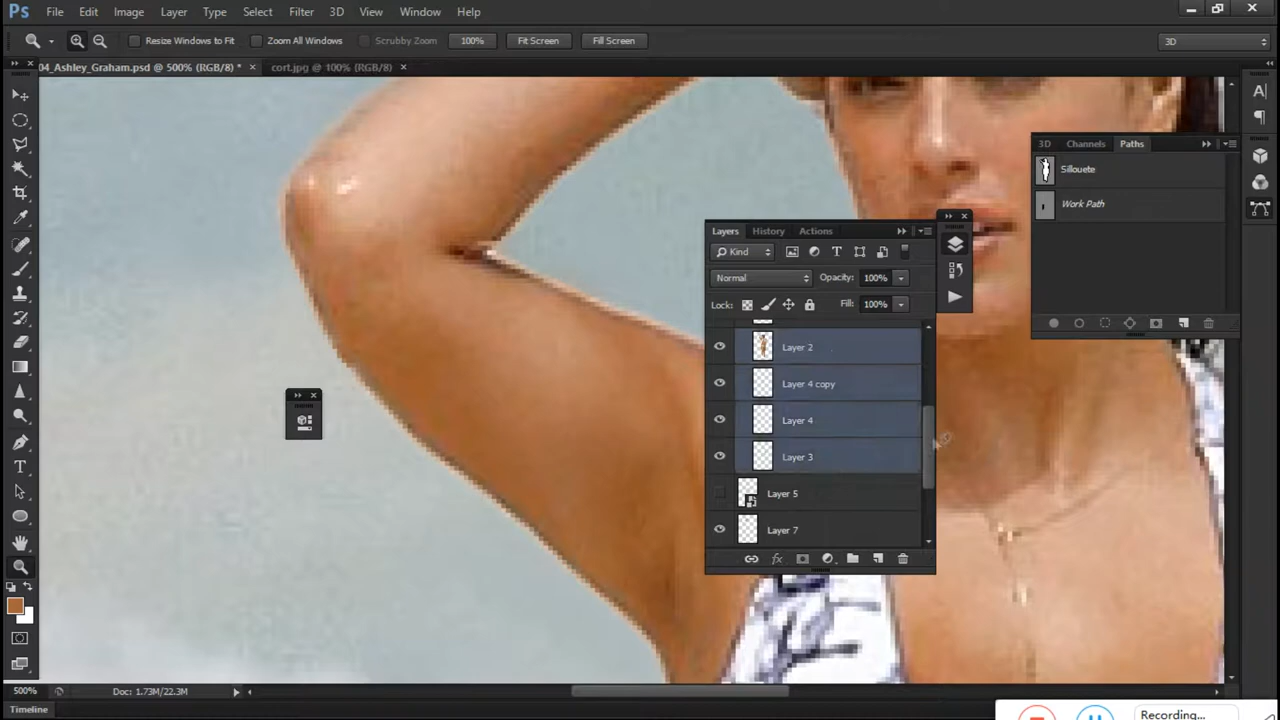 Ps File Edit Image Layer Type Select Filter 3D View Window Help
Resize Windows to Fit Zoom All Windows Scrubby Zoom 100% Fit Screen Fill Screen 3D
04_Ashley_Graham.psd @ 500% (RGB/8) * × cort.jpg @ 100% (RGB/8) ×
3D Channels Paths
Sillouete
Work Path
Layers History Actions
Kind
Normal Opacity: 100%
Lock: Fill: 100%
Layer 2
Layer 4 copy
Layer 4
Layer 3
Layer 5
Layer 7
fx
500% Doc: 1.73M/22.3M
Timeline
Recording...